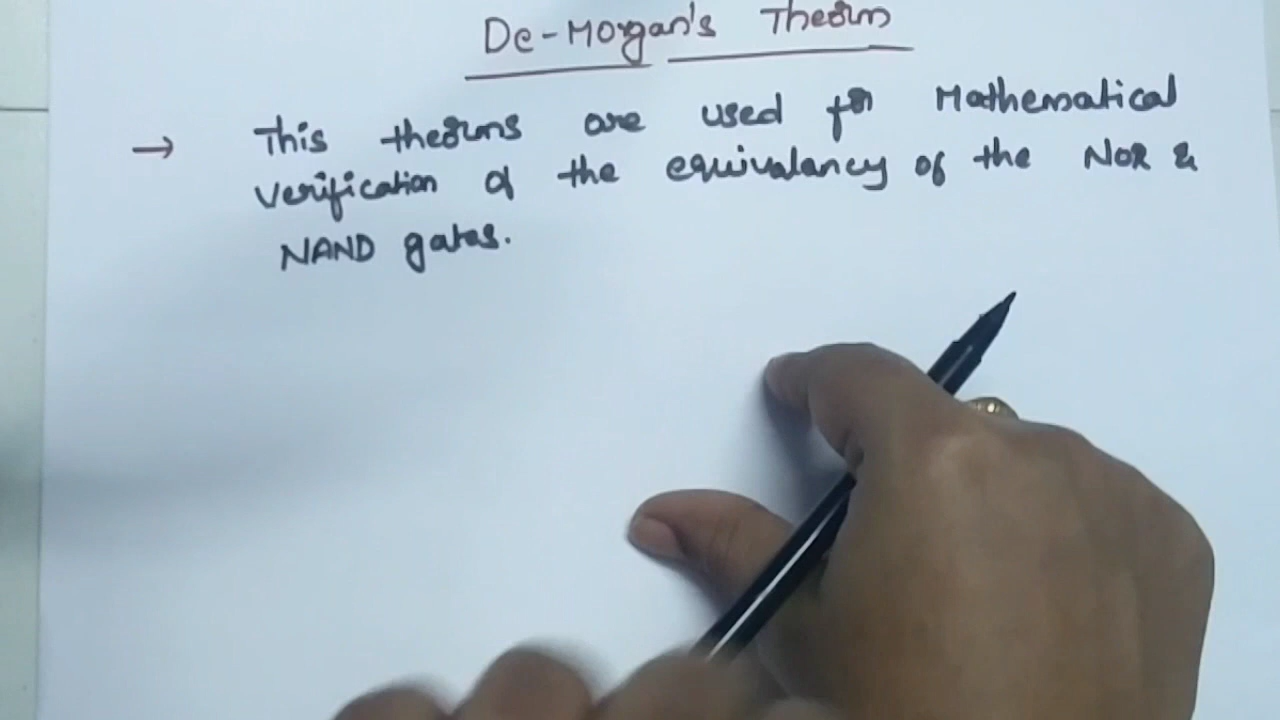 De-Morgan's Theorm
→ This theorms are used for Mathematical
verification of the equivalancy of the NOR &
NAND gates.